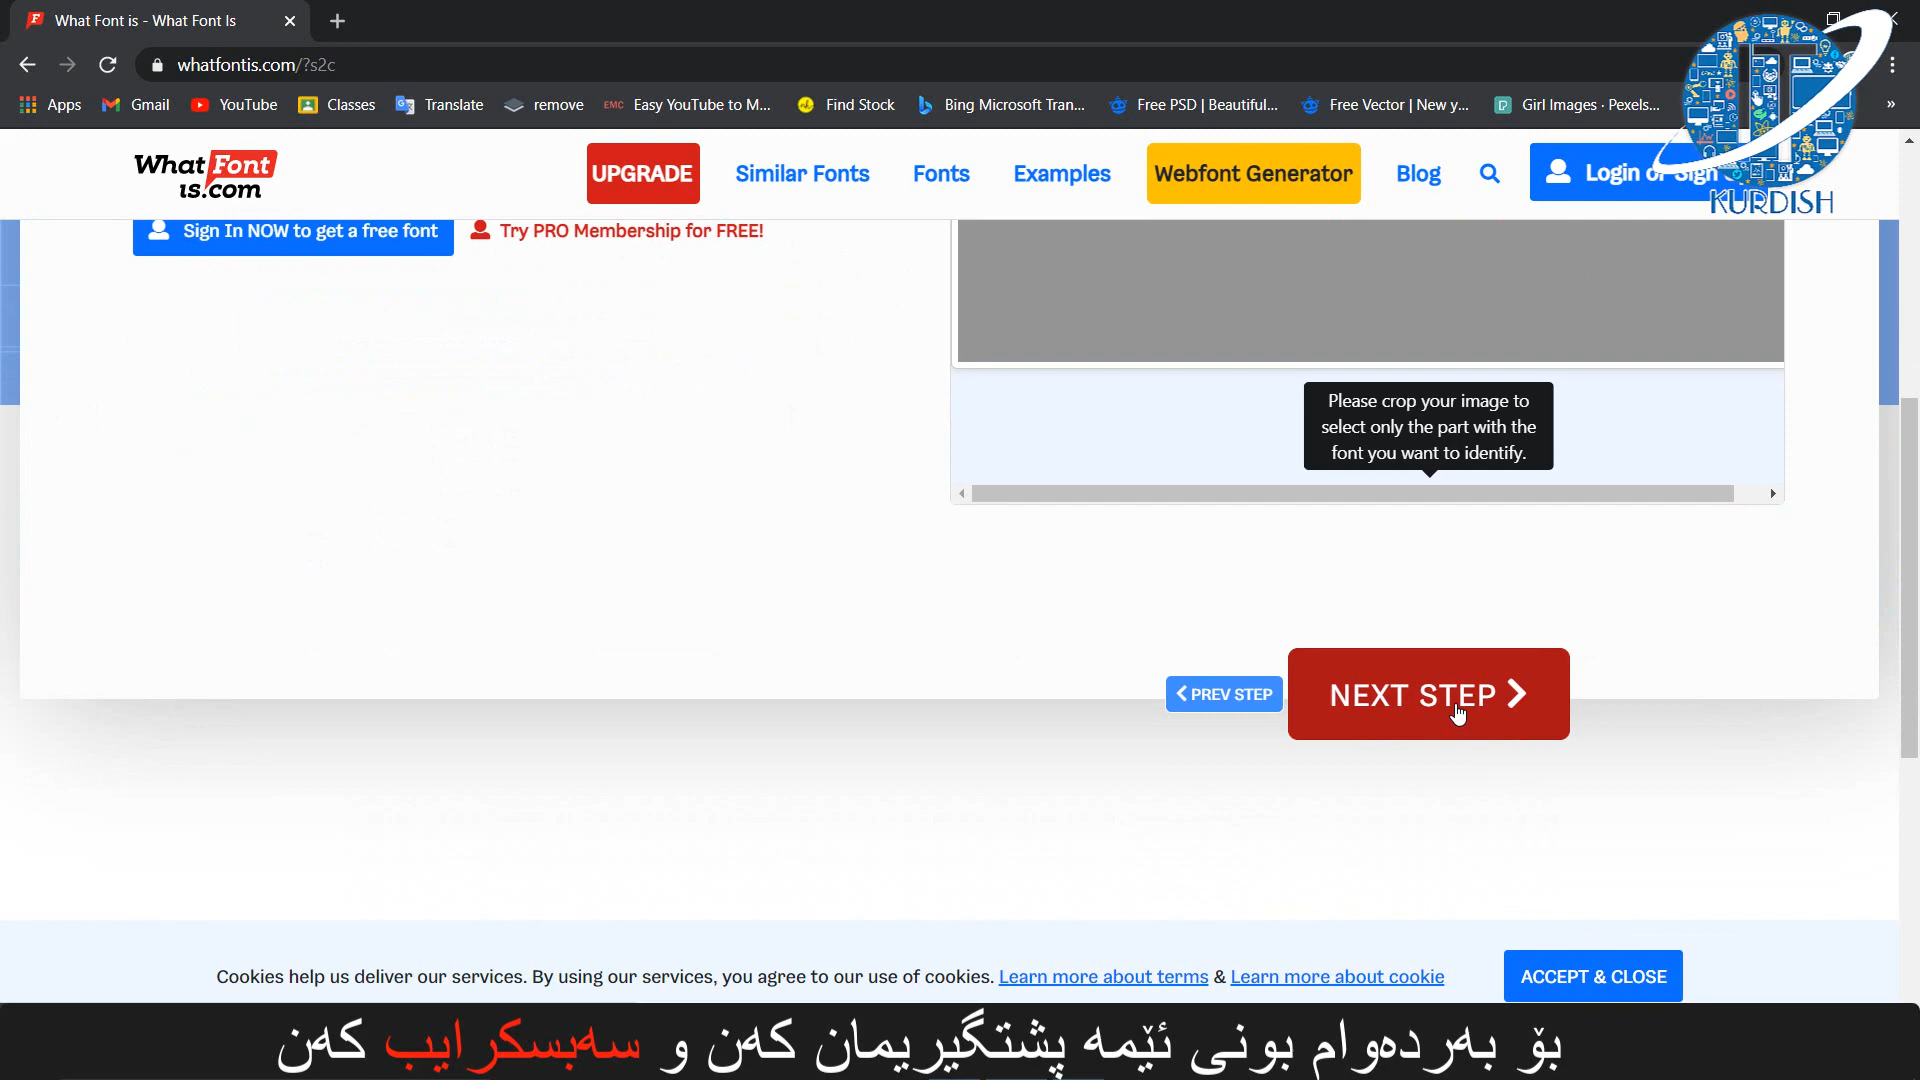 What Font is - What Font Is
whatfontis.com/?s2c
Apps Gmail YouTube Classes Translate remove EMC Easy YouTube to M... Find Stock Bing Microsoft Tran... Free PSD | Beautiful... Free Vector | New y... Girl Images · Pexels... »
What Font is.com
UPGRADE Similar Fonts Fonts Examples Webfont Generator Blog Login or Sign
KURDISH
Sign In NOW to get a free font Try PRO Membership for FREE!
Please crop your image to
select only the part with the
font you want to identify.
PREV STEP NEXT STEP
Cookies help us deliver our services. By using our services, you agree to our use of cookies. Learn more about terms & Learn more about cookie ACCEPT & CLOSE
بۆ بەردەوام بونی ئێمە پشتگیریمان کەن و سەبسکرایب کەن